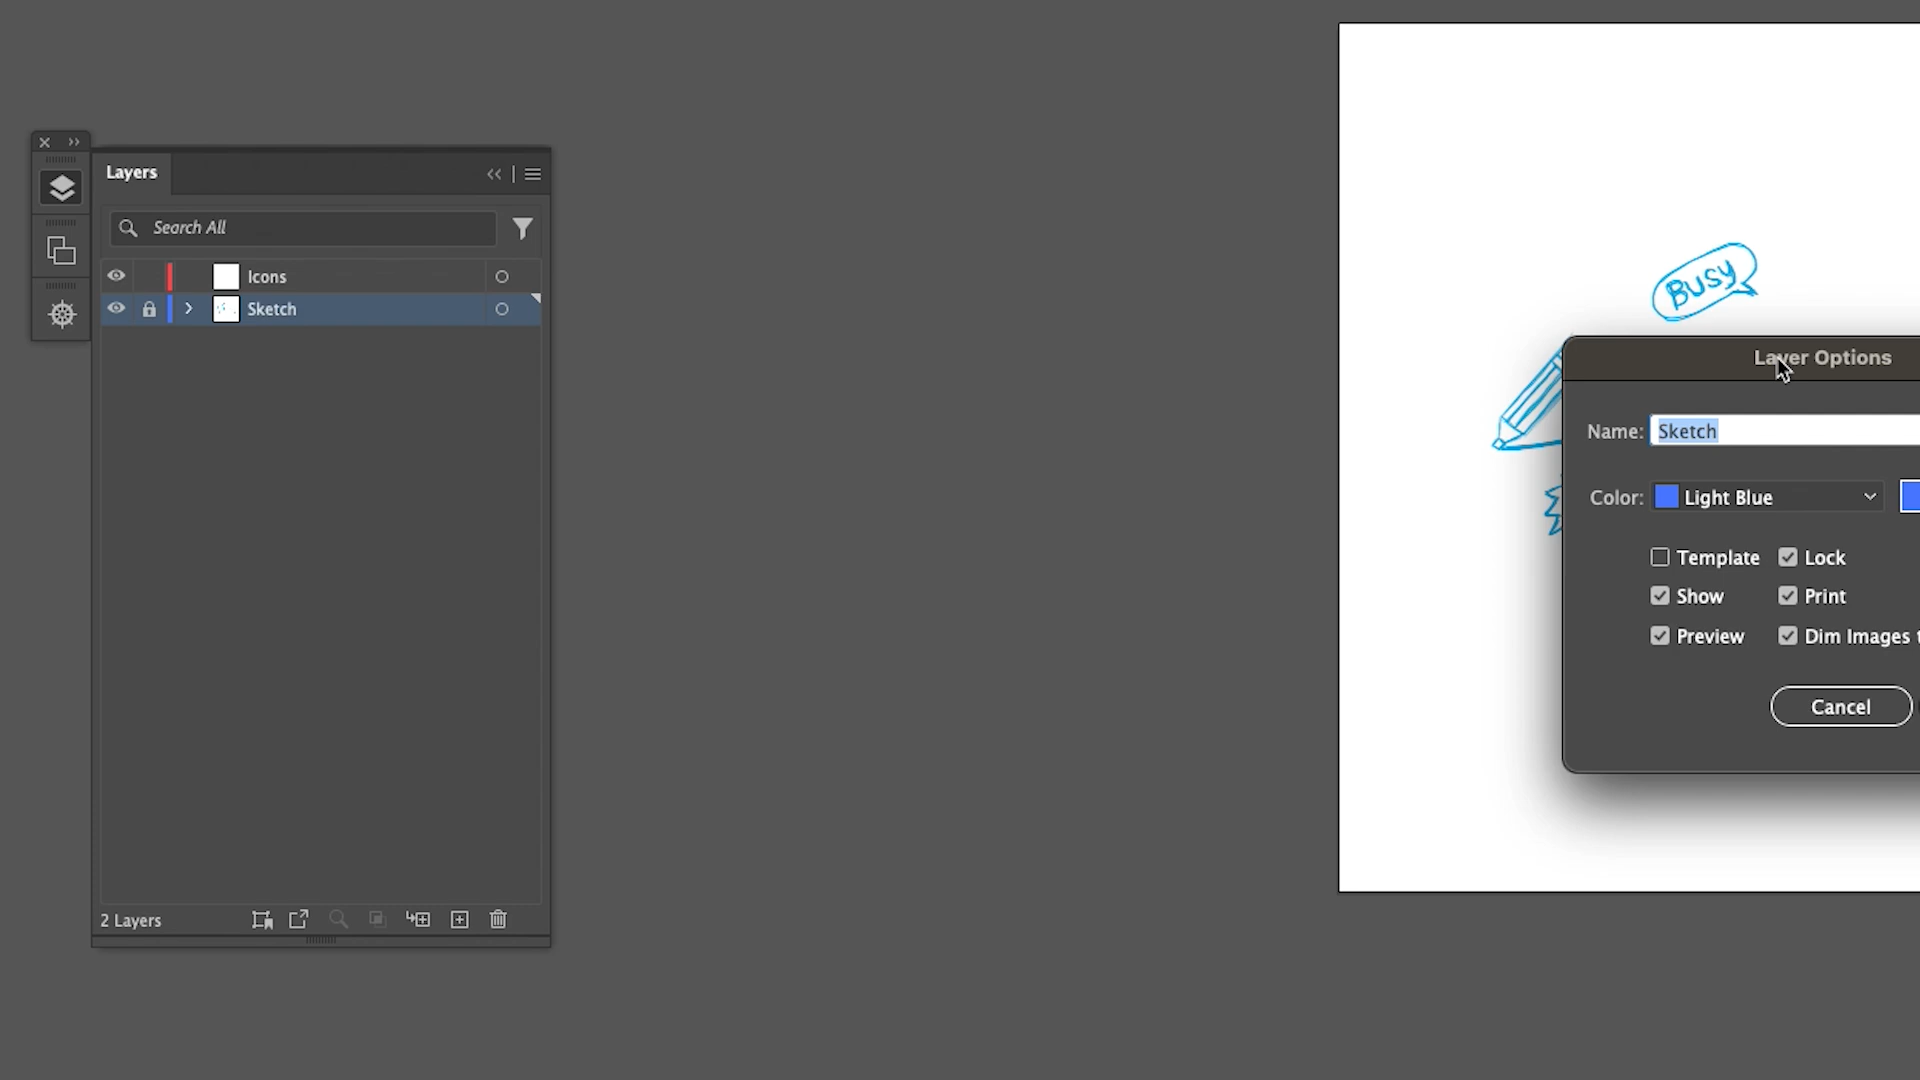 Layers
Search All
Icons
Sketch
2 Layers
BUSY
Layer Options
Name: Sketch
Color: Light Blue
Template Lock
Show Print
Preview Dim Images
Cancel